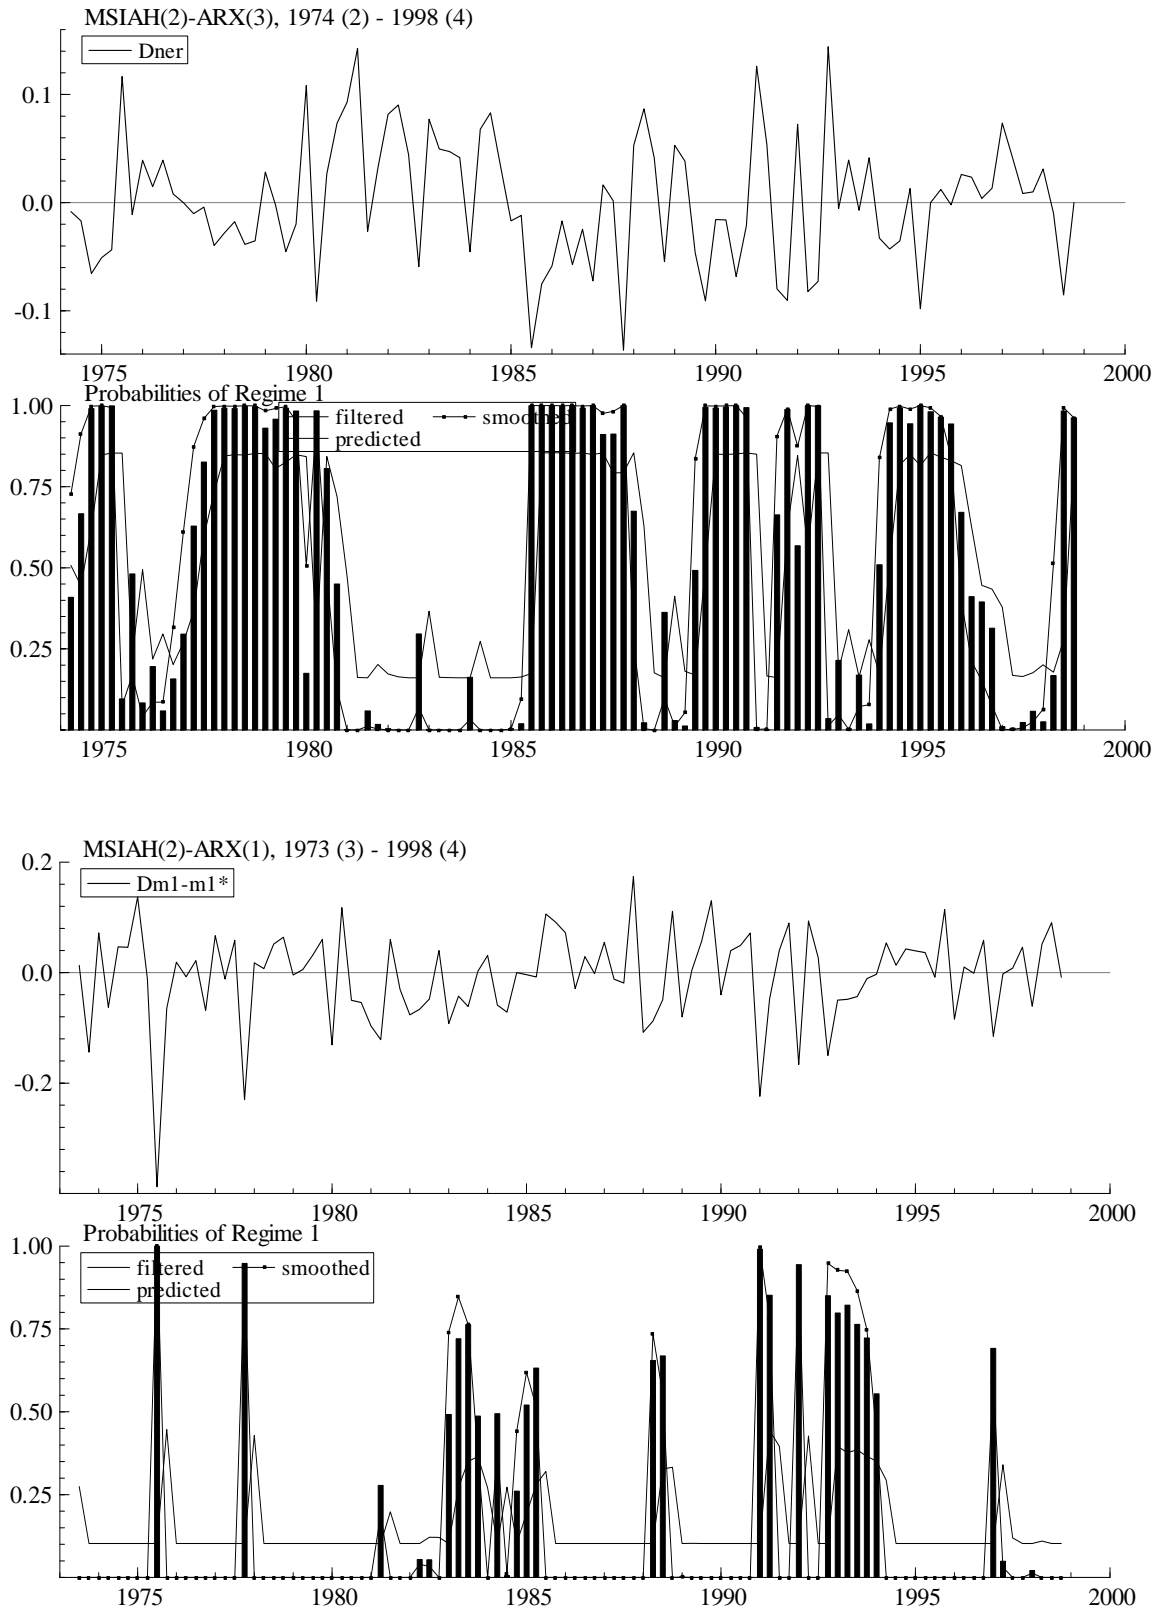 MSIAH(2)-ARX(3), 1974 (2) - 1998 (4)
Dner
0.1
0.0
-0.1
1975 1980 1985 1990 1995 2000
Probabilities of Regime 1
filtered smoothed
predicted
1.00
0.75
0.50
0.25
1975 1980 1985 1990 1995 2000
MSIAH(2)-ARX(1), 1973 (3) - 1998 (4)
Dm1-m1*
0.2
0.0
-0.2
1975 1980 1985 1990 1995 2000
Probabilities of Regime 1
filtered smoothed
predicted
1.00
0.75
0.50
0.25
1975 1980 1985 1990 1995 2000